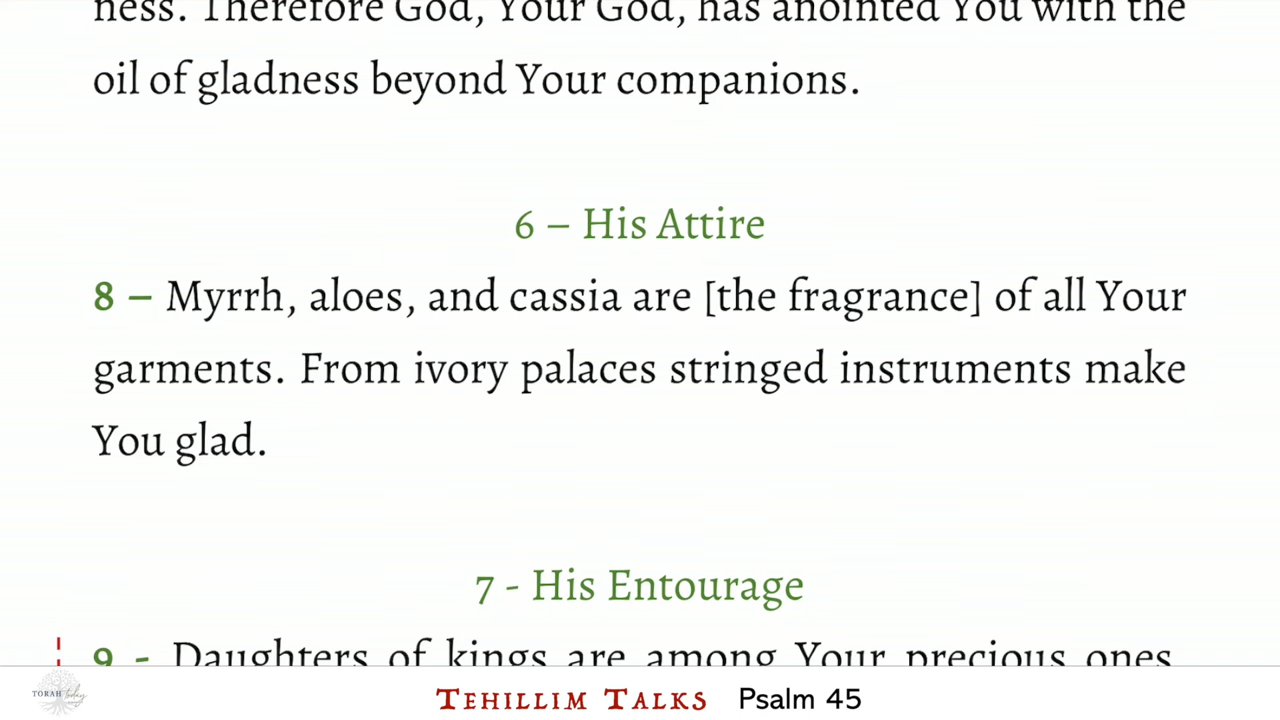 ness. Therefore God, Your God, has anointed You with the
oil of gladness beyond Your companions.
6 – His Attire
8 – Myrrh, aloes, and cassia are [the fragrance] of all Your
garments. From ivory palaces stringed instruments make
You glad.
7 - His Entourage
9 - Daughters of kings are among Your precious ones
TORAH today
TEHILLIM TALKS Psalm 45